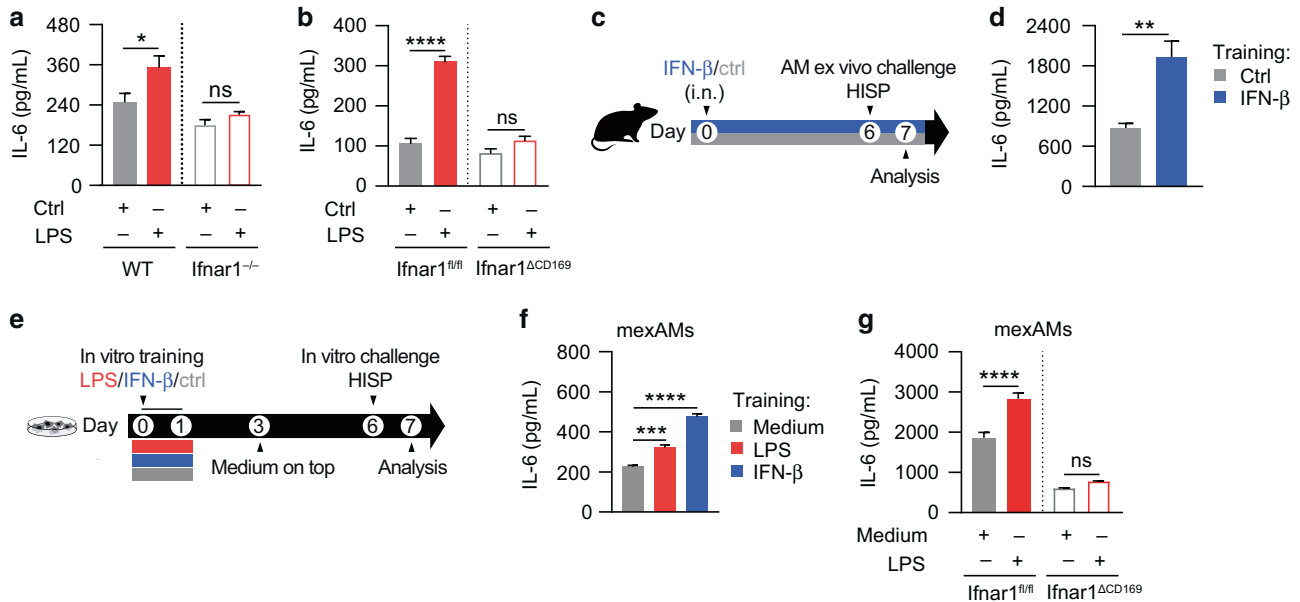 a
480
360
240
120
0
IL-6 (pg/mL)
*
ns
Ctrl + – + –
LPS – + – +
WT Ifnar1–/–
b
400
300
200
100
0
IL-6 (pg/mL)
****
ns
Ctrl + – + –
LPS – + – +
Ifnar1fl/fl Ifnar1ΔCD169
c
IFN-β/ctrl
(i.n.)
AM ex vivo challenge
HISP
Day 0 6 7
Analysis
d
2400
1800
1200
600
0
IL-6 (pg/mL)
**
Training:
Ctrl
IFN-β
e
In vitro training
LPS/IFN-β/ctrl
In vitro challenge
HISP
Day 0 1 3 6 7
Medium on top
Analysis
f
mexAMs
800
600
400
200
0
IL-6 (pg/mL)
****
***
Training:
Medium
LPS
IFN-β
g
mexAMs
4000
3000
2000
1000
0
IL-6 (pg/mL)
****
ns
Medium + – + –
LPS – + – +
Ifnar1fl/fl Ifnar1ΔCD169